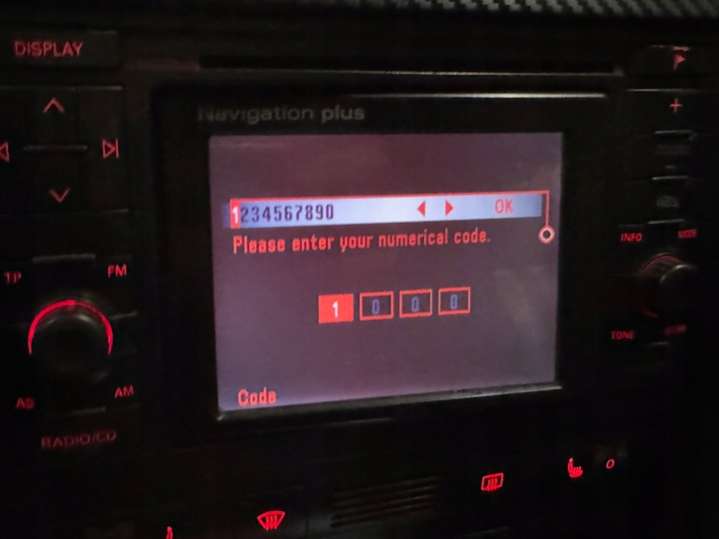 DISPLAY
Navigation plus
1234567890 OK
Please enter your numerical code.
1 0 0 0
Code
TP FM
AS AM
RADIO/CD
INFO
TONE